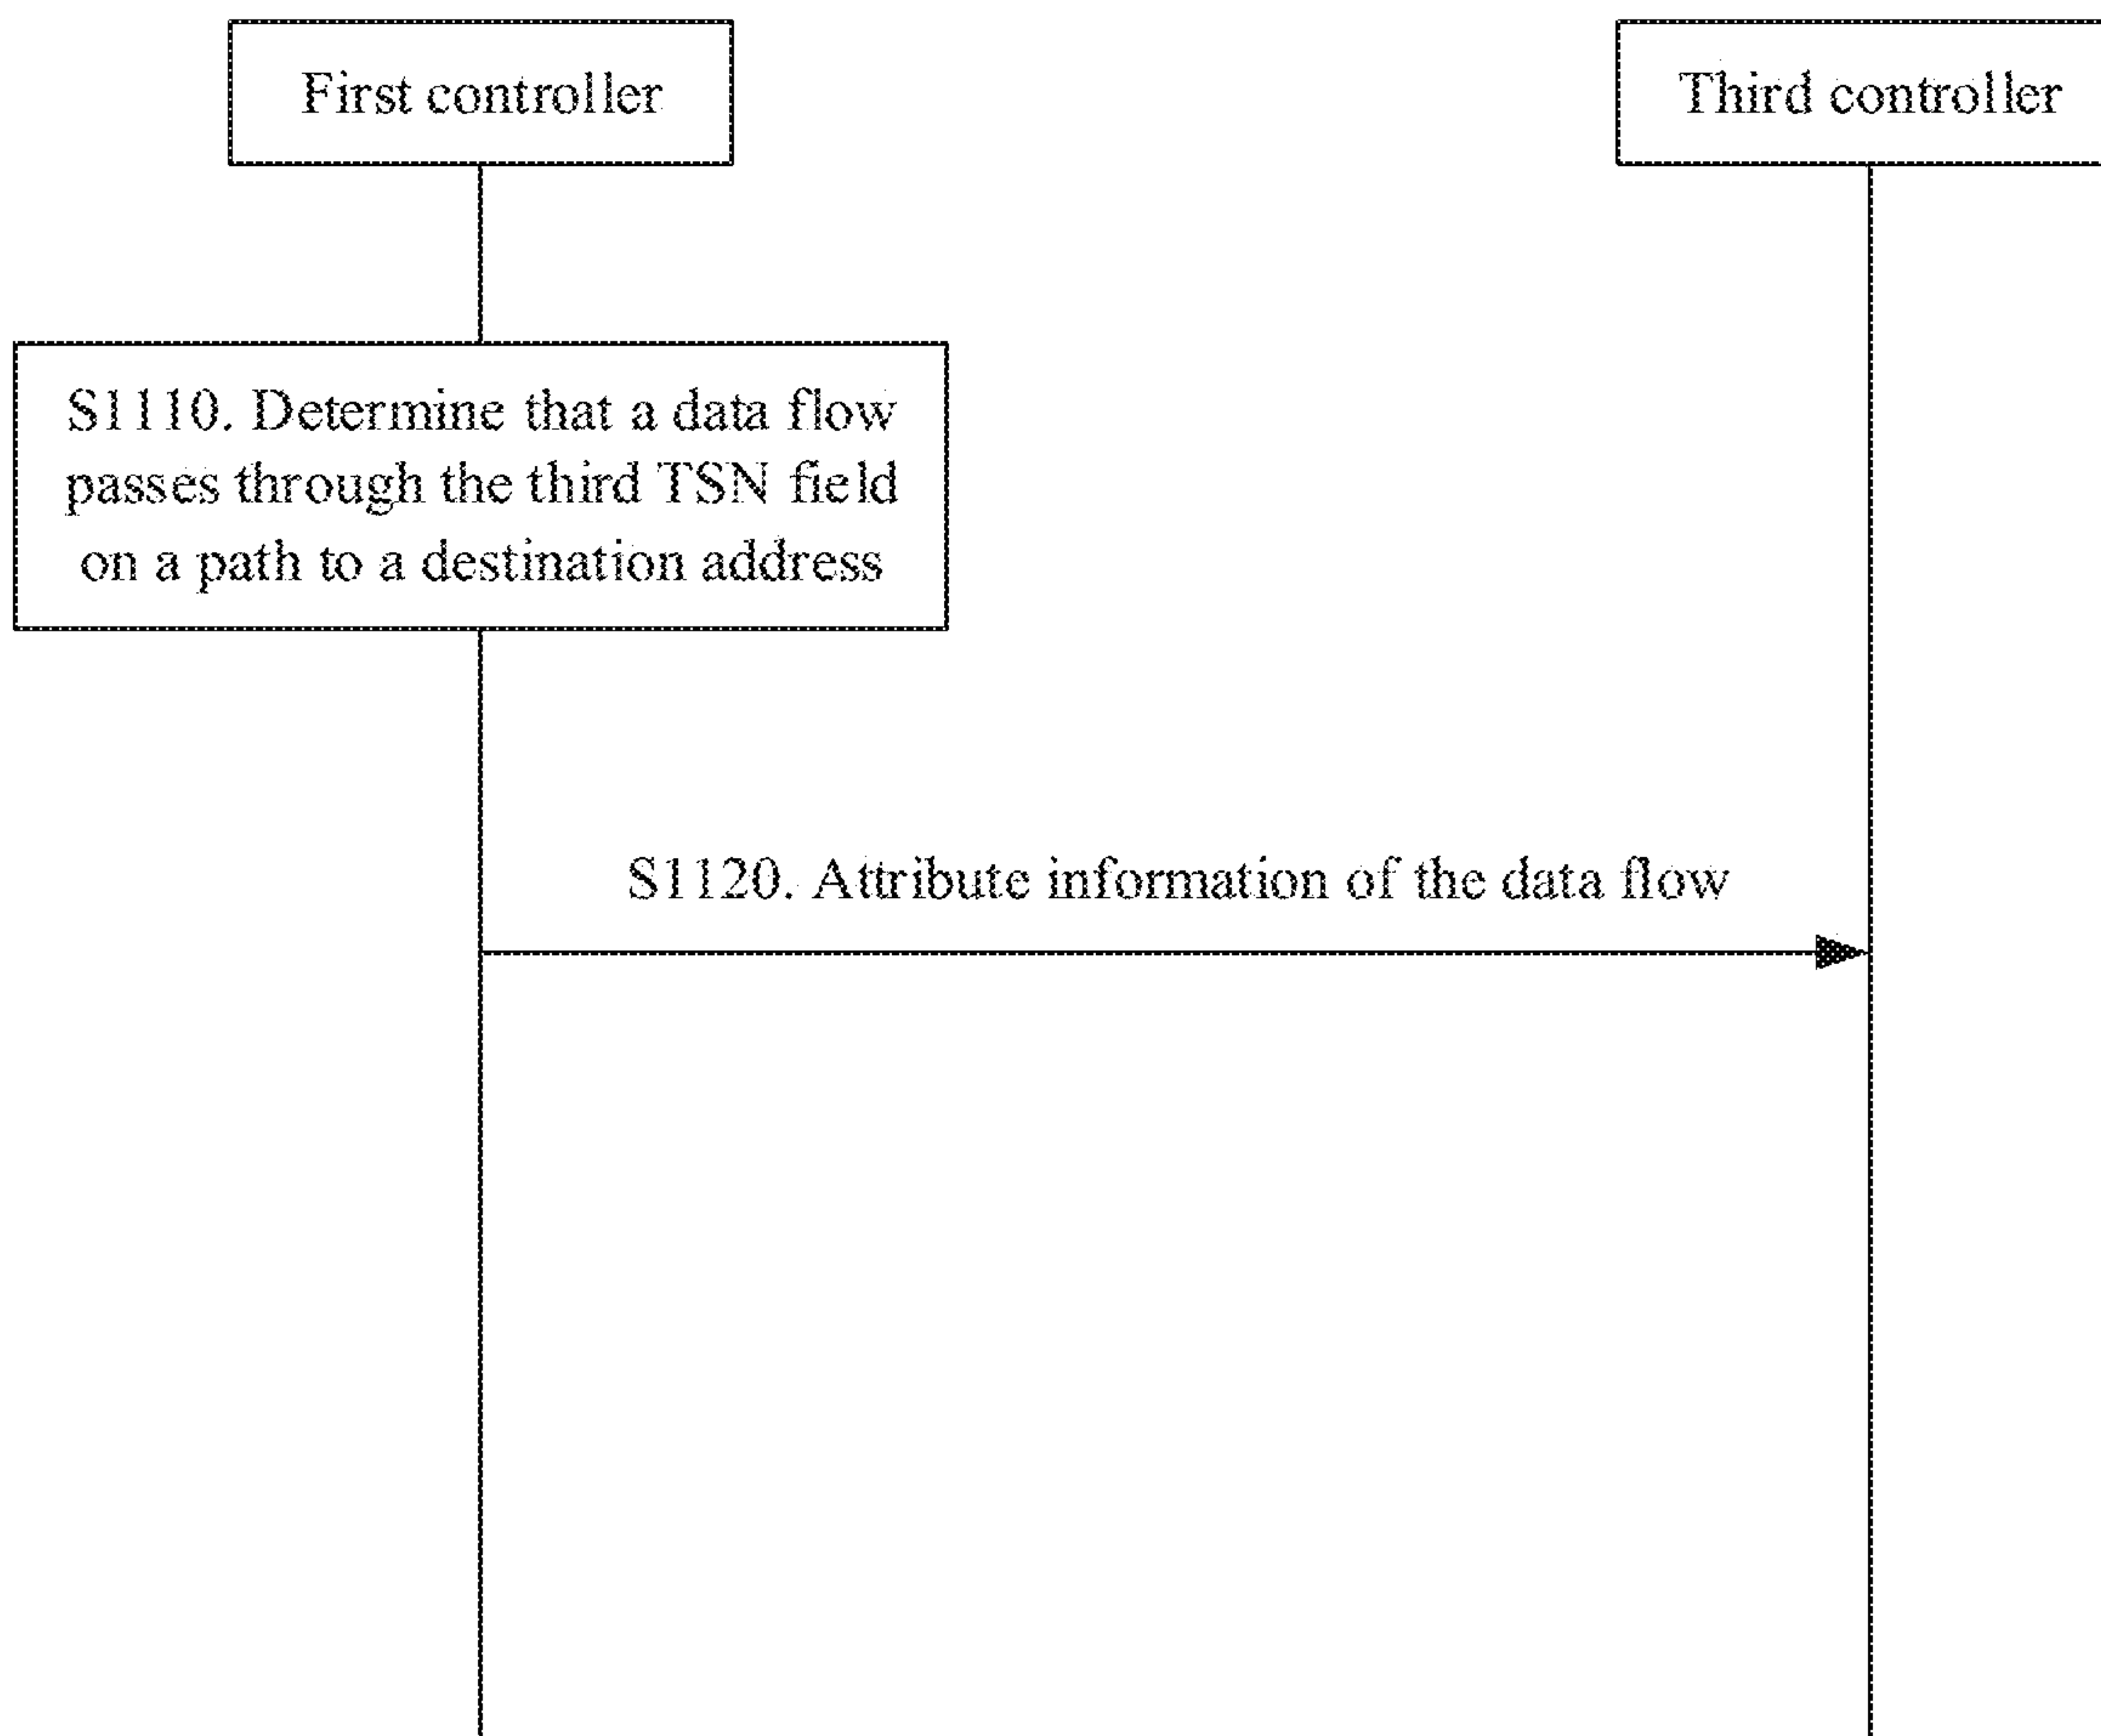 First controller
Third controller
S1110. Determine that a data flow
passes through the third TSN field
on a path to a destination address
S1120. Attribute information of the data flow